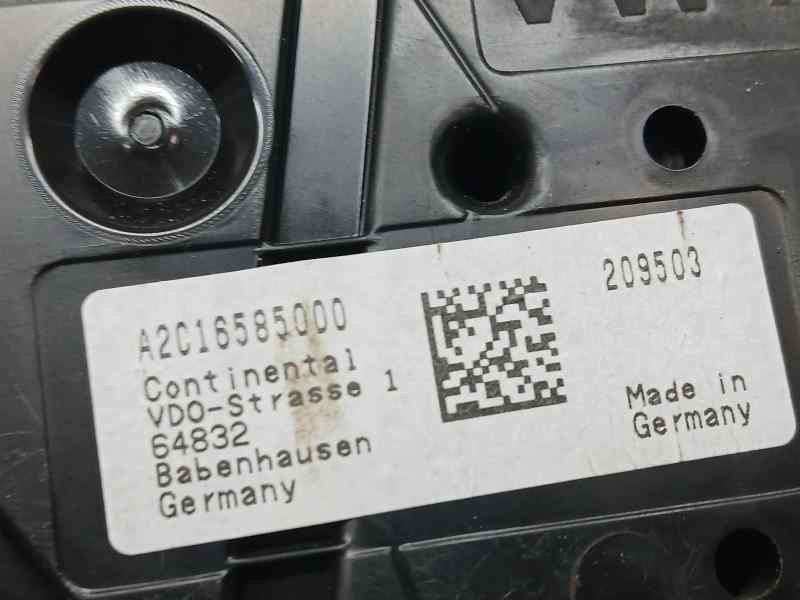 209503
A2C16585000
Continental
VDO-Strasse 1
64832
Babenhausen
Germany
Made in
Germany